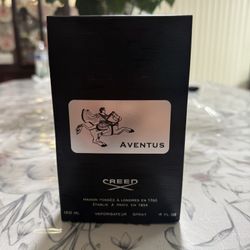 AVENTUS
CREED
MAISON FONDÉE A LONDRES EN 1760
ÉTABLIE À PARIS EN 1854
VAPORISATEUR SPRAY